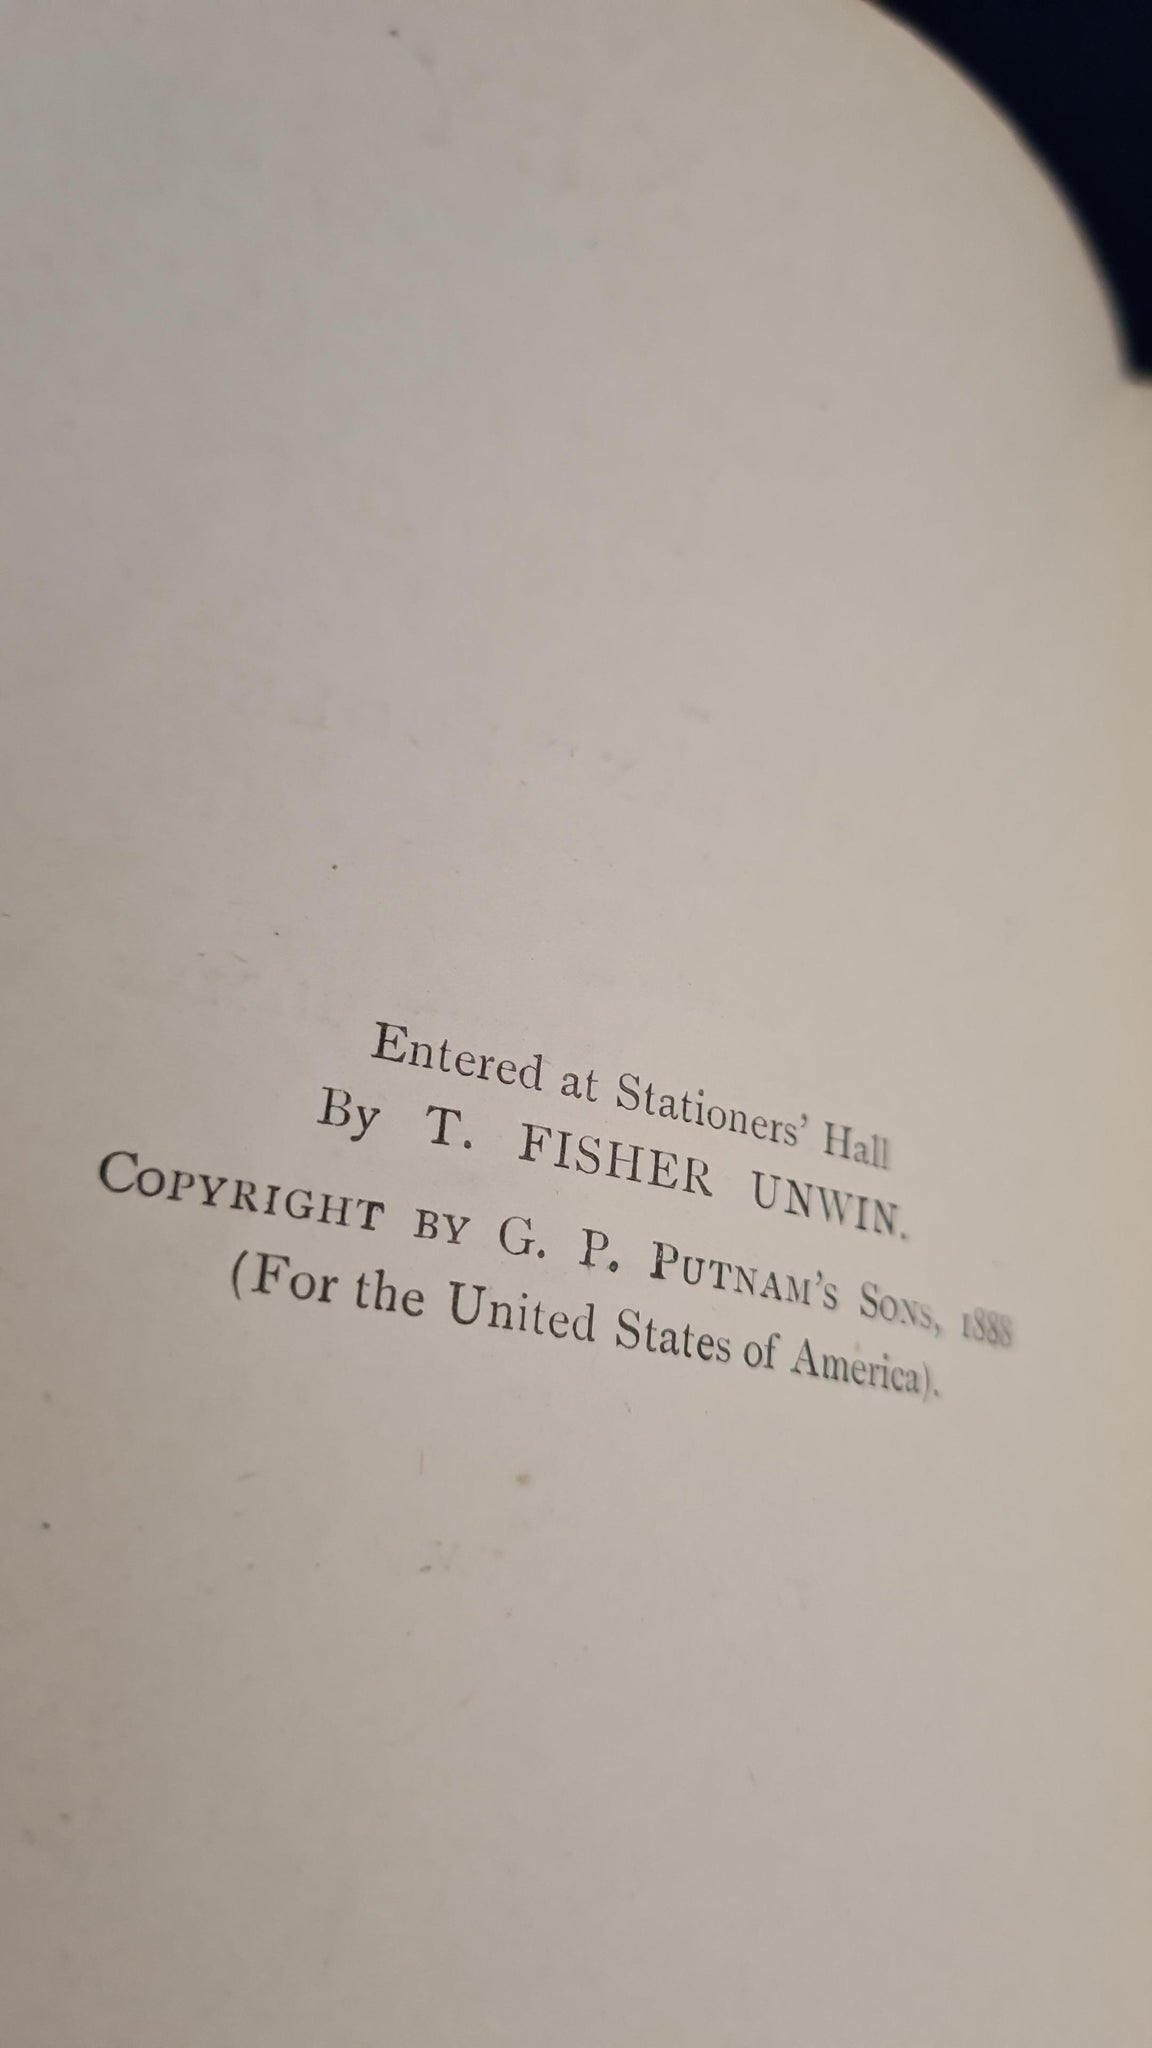 Entered at Stationers' Hall
By T. FISHER UNWIN.
COPYRIGHT BY G. P. PUTNAM'S SONS, 1888
(For the United States of America).